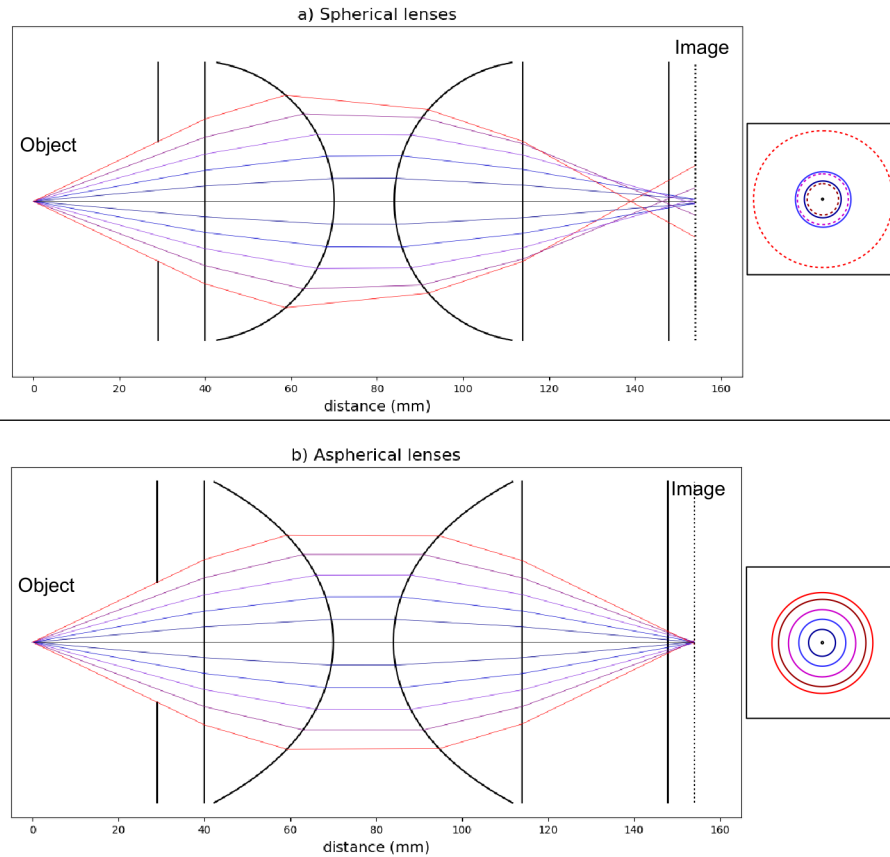 a) Spherical lenses
Image
Object
0 20 40 60 80 100 120 140 160
distance (mm)
b) Aspherical lenses
Image
Object
0 20 40 60 80 100 120 140 160
distance (mm)